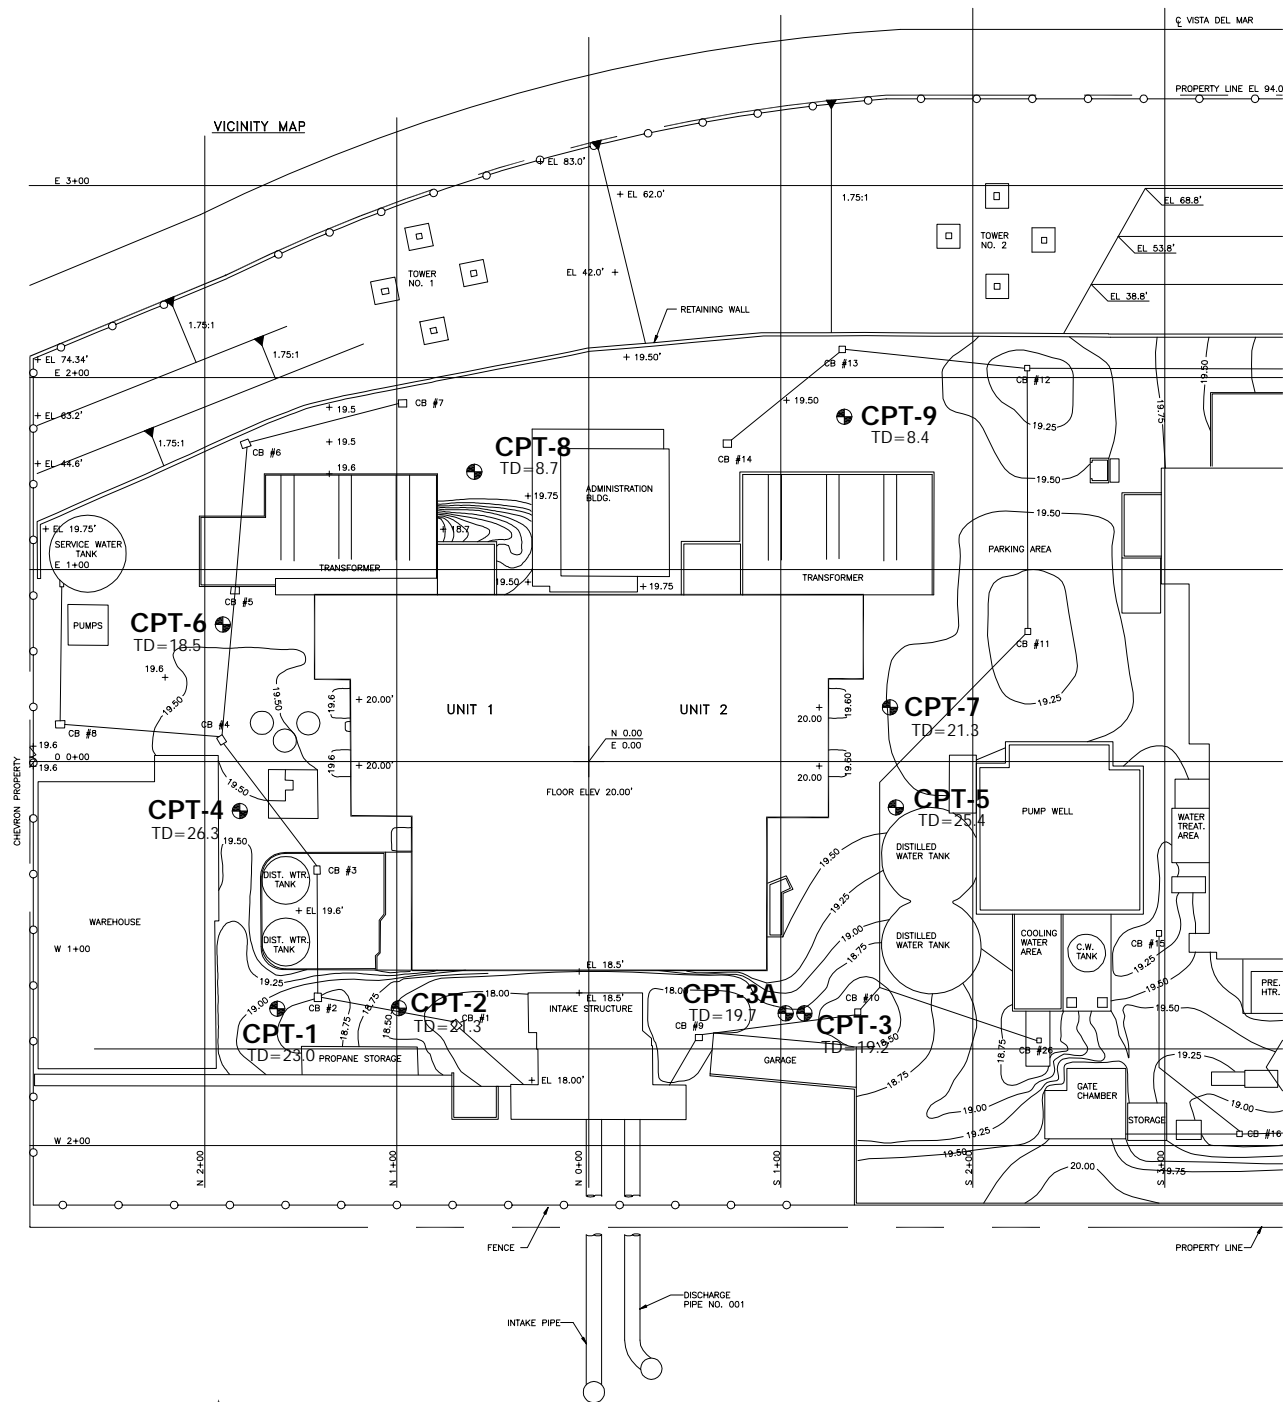 ℄ VISTA DEL MAR
PROPERTY LINE EL 94.0
VICINITY MAP
+ EL 83.0'
E 3+00
+ EL 62.0'
1.75:1
EL 68.8'
TOWER
NO. 2
EL 53.8'
EL 42.0' +
TOWER
NO. 1
EL 38.8'
RETAINING WALL
1.75:1
1.75:1
+ 19.50'
+ EL 74.34'
E 2+00
CB #13
CB #12
19.50
19.75
+ EL 63.2'
+ 19.5
CB #7
+ 19.50
CPT-9
TD=8.4
19.25
1.75:1
+ 19.5
CB #6
CPT-8
TD=8.7
CB #14
+ EL 44.6'
+ 19.6
19.50
ADMINISTRATION
BLDG.
+ 19.75
19.50
+ EL 19.75'
+ 18.7
SERVICE WATER
TANK
PARKING AREA
E 1+00
TRANSFORMER
TRANSFORMER
19.50 +
+ 19.75
CB #5
CPT-6
TD=18.5
PUMPS
CB #11
19.6
+
19.50
19.50
19.6
+ 20.00'
UNIT 1
UNIT 2
+
20.00
19.60
CPT-7
TD=21.3
19.25
CB #8
CB #4
N 0.00
E 0.00
+19.6
0 0+00
+19.6
19.6
+ 20.00'
+
20.00
19.60
CHEVRON PROPERTY
19.50
FLOOR ELEV 20.00'
CPT-4
TD=26.3
CPT-5
TD=25.4
PUMP WELL
WATER
TREAT.
AREA
19.50
19.50
DISTILLED
WATER TANK
CB #3
DIST. WTR.
TANK
19.25
+ EL 19.6'
WAREHOUSE
DIST. WTR.
TANK
19.00
DISTILLED
WATER TANK
COOLING
WATER
AREA
C.W.
TANK
CB #15
W 1+00
18.75
19.25
EL 18.5'
+
19.25
18.00
18.00
19.50
PRE.
HTR.
19.00
18.75
+ EL 18.5'
CPT-3A
TD=19.7
CB #10
CB #2
CPT-2
TD=21.3
INTAKE STRUCTURE
19.50
CPT-1
TD=23.0
18.75
18.50
CB #1
CB #9
CPT-3
TD=19.2
18.50
18.75
CB #26
PROPANE STORAGE
GARAGE
19.25
+ EL 18.00'
18.75
GATE
CHAMBER
19.00
19.00
19.25
STORAGE
CB #16
W 2+00
19.50
20.00
19.75
N 2+00
N 1+00
N 0+00
S 1+00
S 2+00
S 3+00
FENCE
PROPERTY LINE
DISCHARGE
PIPE NO. 001
INTAKE PIPE